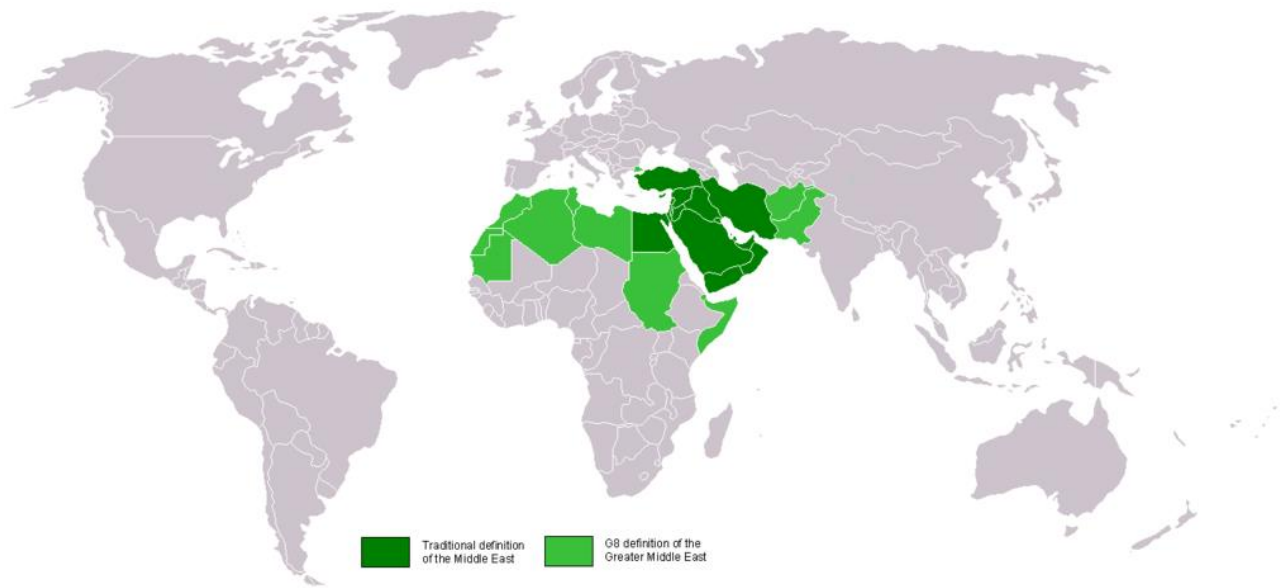 Traditional definition
of the Middle East
G8 definition of the
Greater Middle East